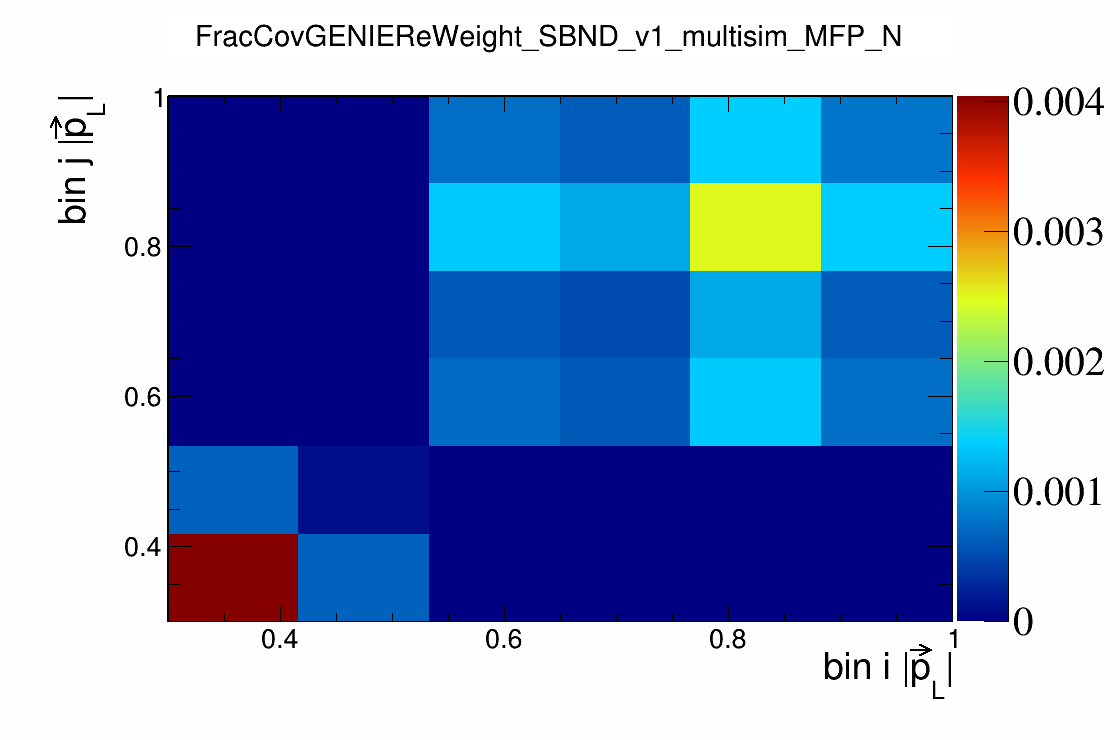 FracCovGENIEReWeight_SBND_v1_multisim_MFP_N
bin j |p⃗_L|
1
0.8
0.6
0.4
0.4 0.6 0.8 1
bin i |p⃗_L|
0.004
0.003
0.002
0.001
0